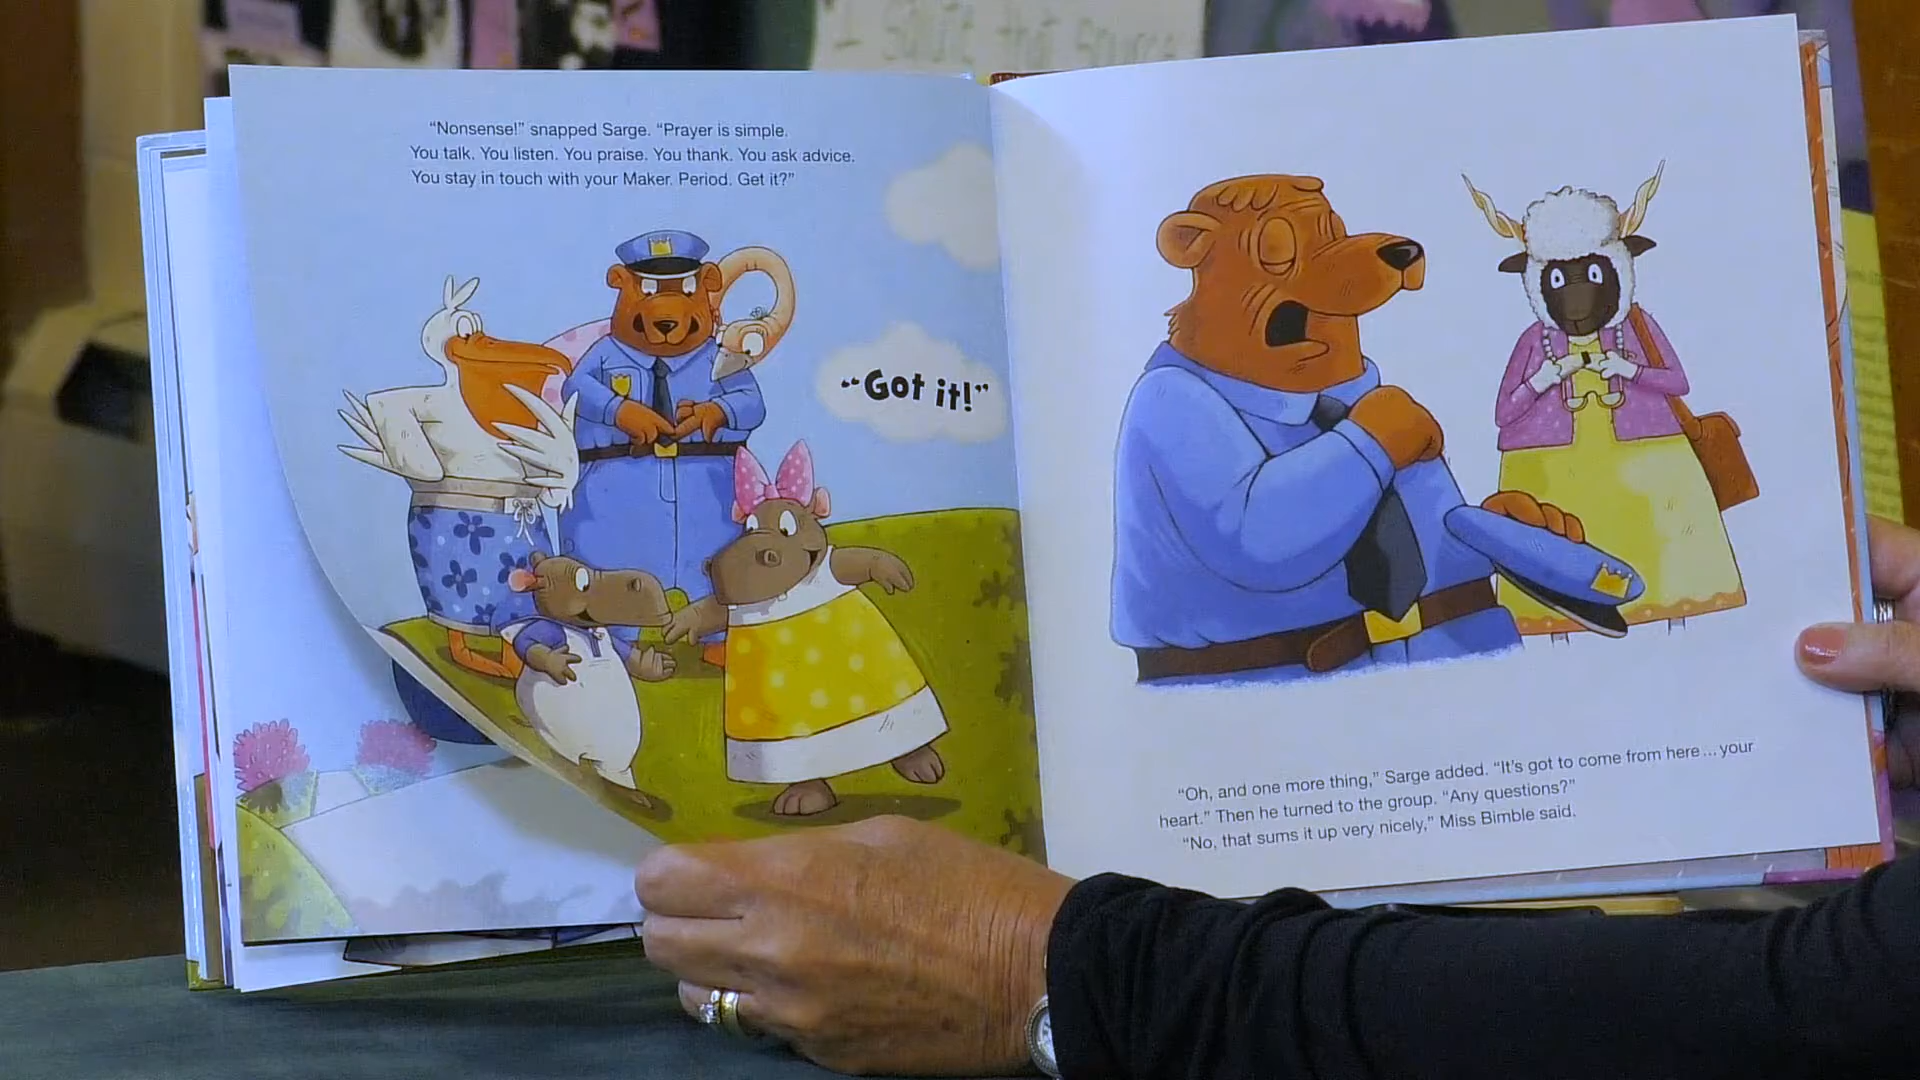 I salute that source
“Nonsense!” snapped Sarge. “Prayer is simple.
You talk. You listen. You praise. You thank. You ask advice.
You stay in touch with your Maker. Period. Get it?”
“Got it!”
“Oh, and one more thing,” Sarge added. “It’s got to come from here ... your
heart.” Then he turned to the group. “Any questions?”
“No, that sums it up very nicely,” Miss Bimble said.